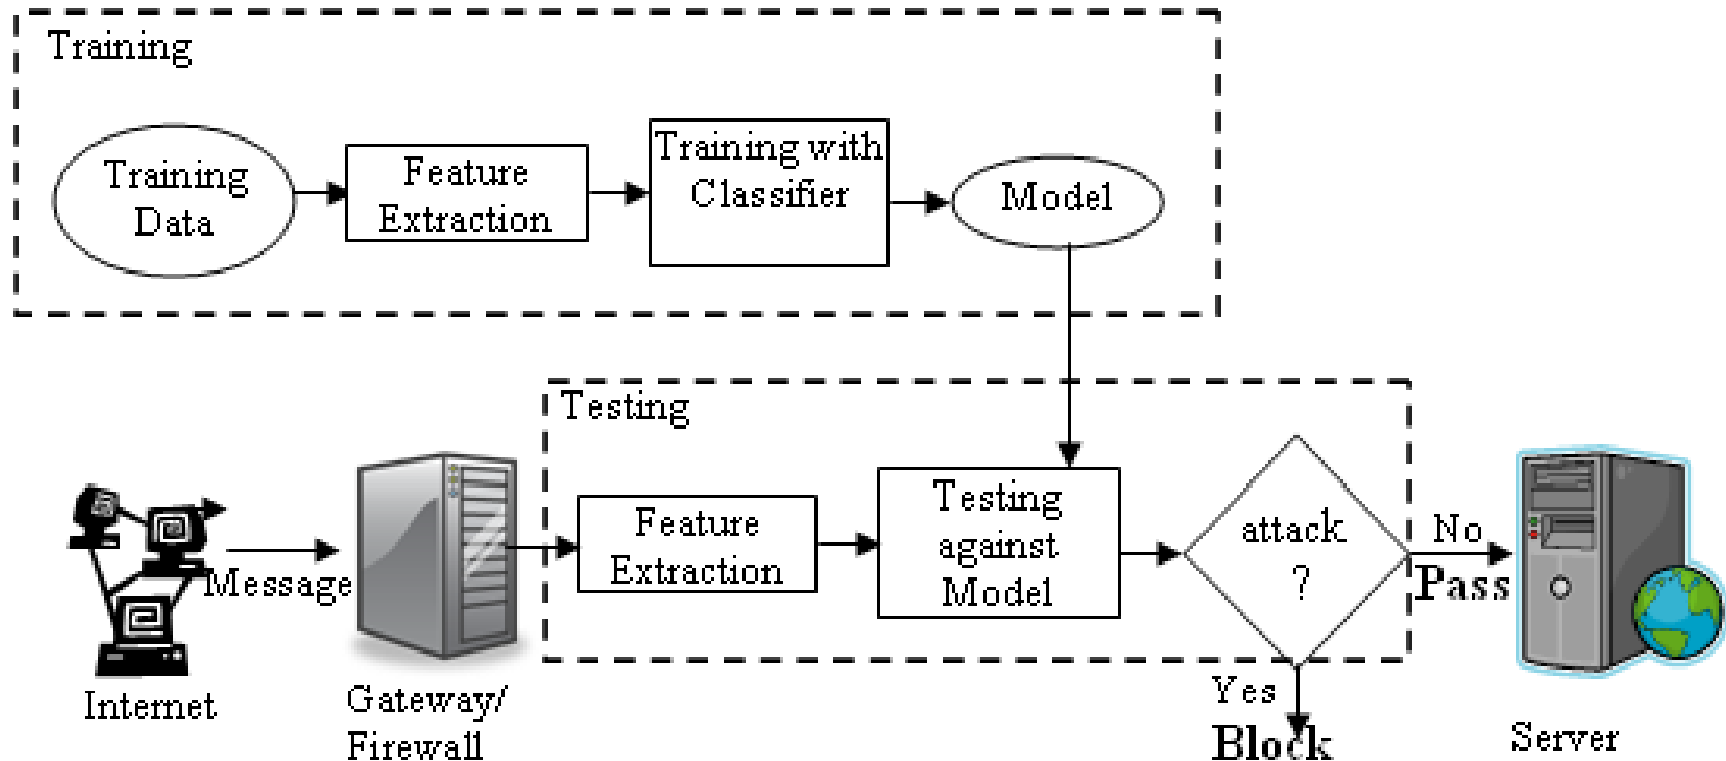 Training
Training
Data
Feature
Extraction
Training with
Classifier
Model
Testing
Feature
Extraction
Testing
against
Model
attack
?
No
Pass
Message
Internet
Gateway/
Firewall
Yes
Block
Server